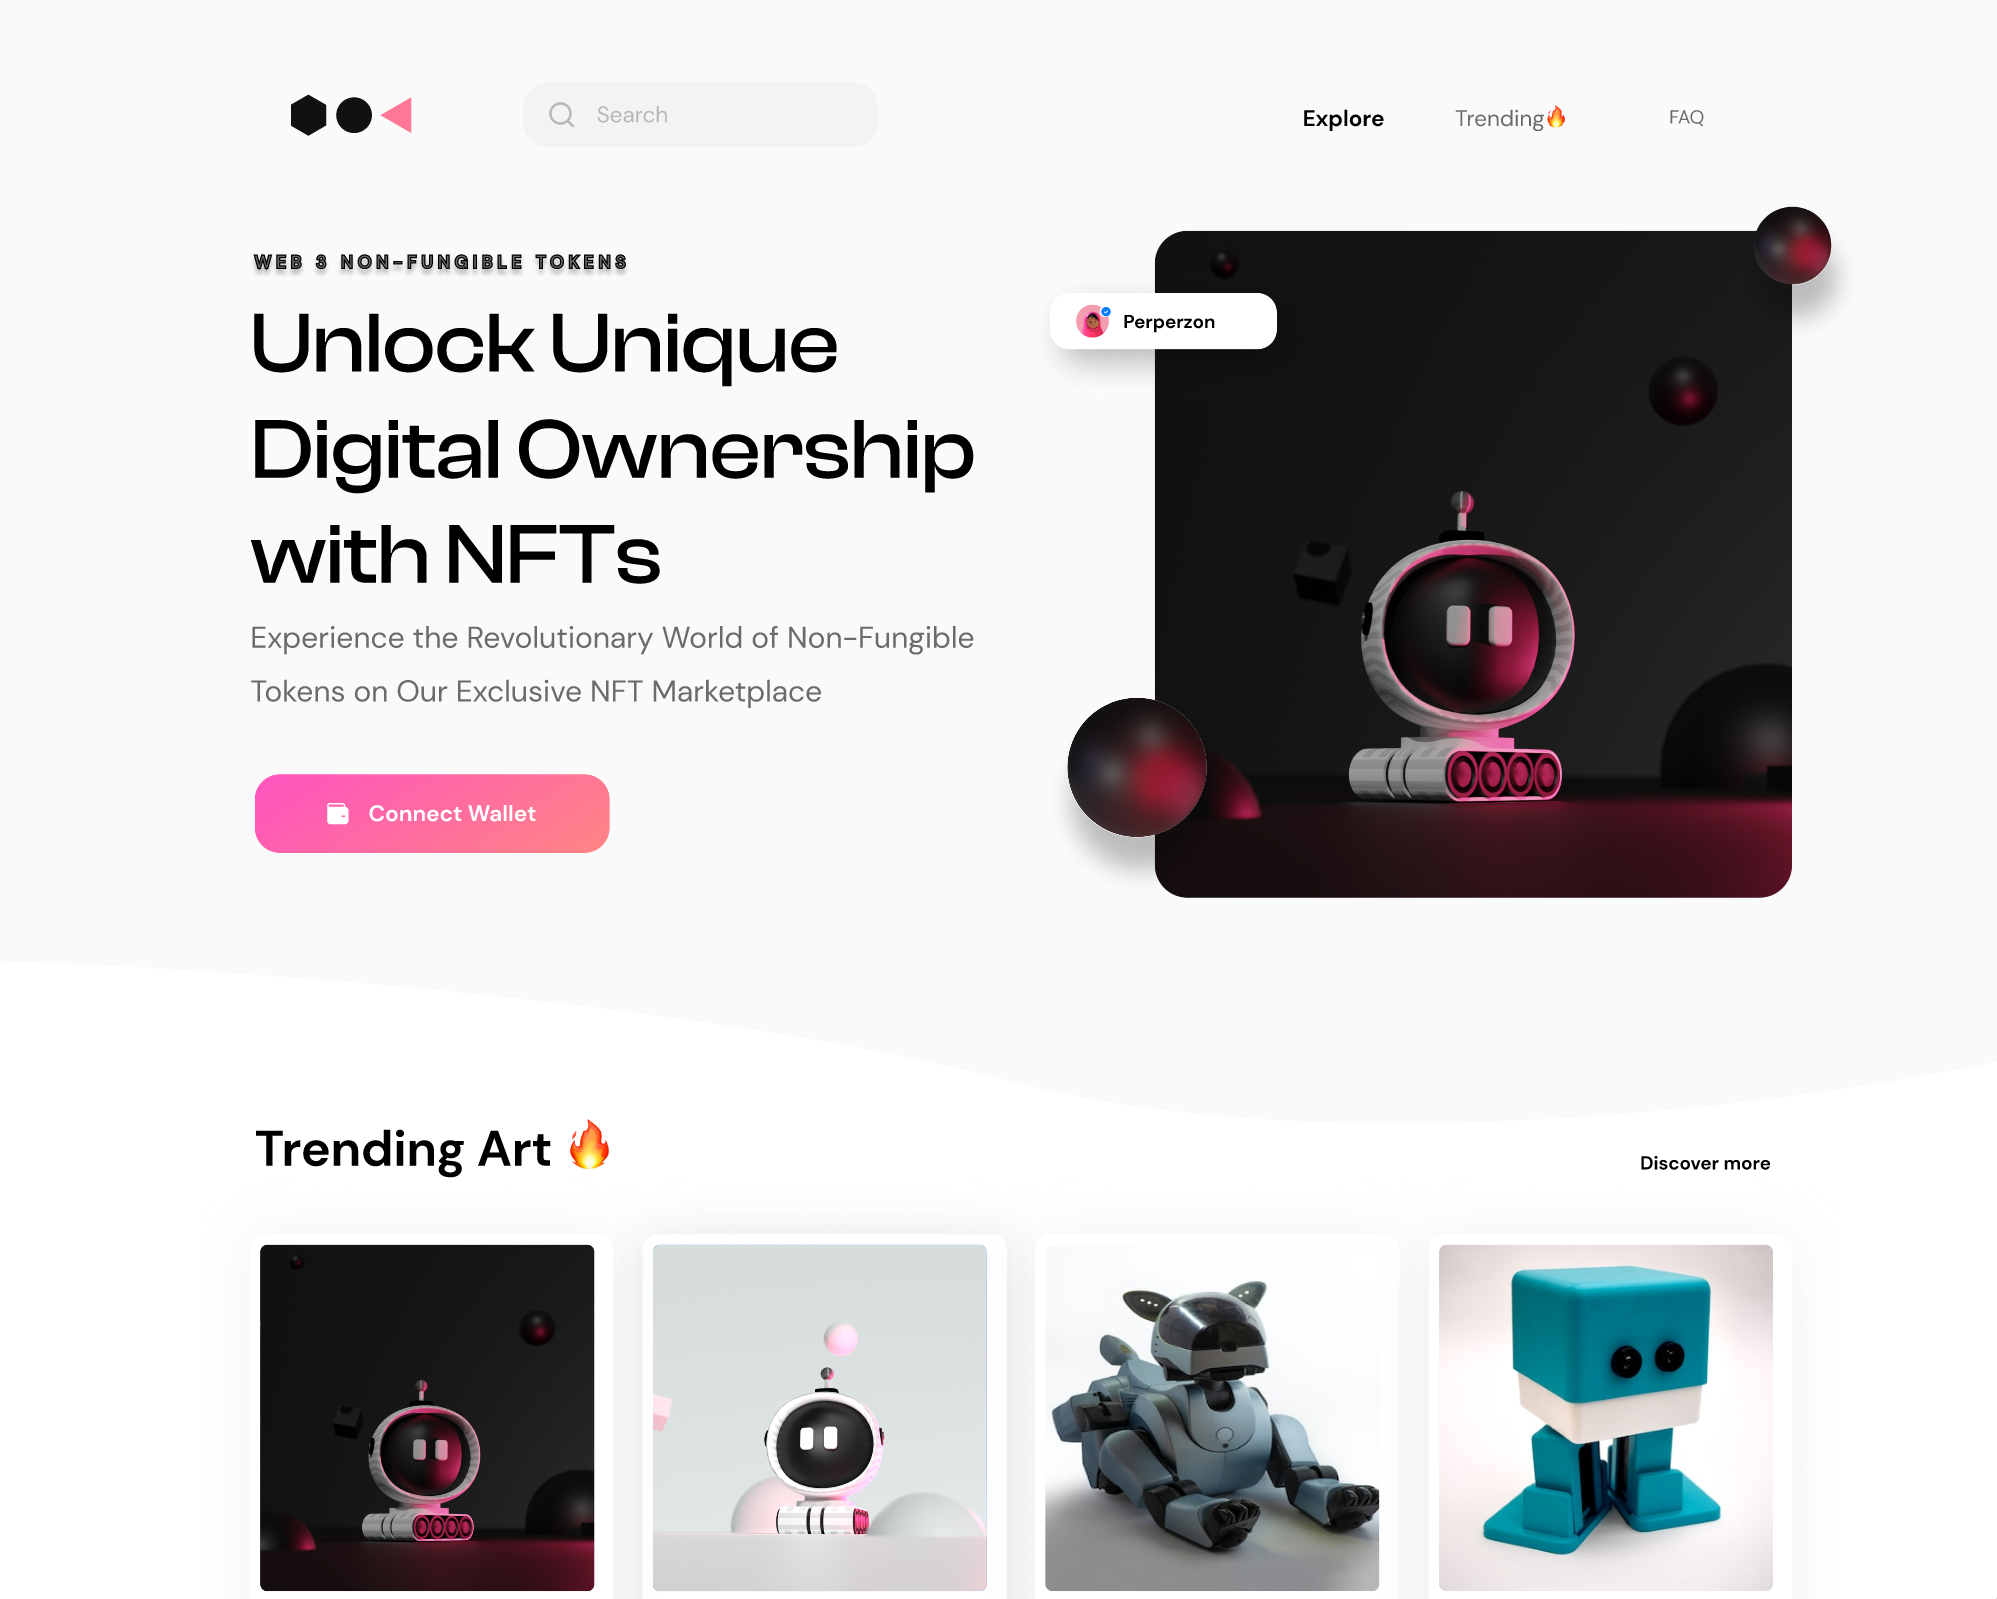 Search
Explore
Trending🔥
FAQ
WEB 3 NON-FUNGIBLE TOKENS
Unlock Unique
Digital Ownership
with NFTs
Experience the Revolutionary World of Non-Fungible
Tokens on Our Exclusive NFT Marketplace
Connect Wallet
Perperzon
Trending Art 🔥
Discover more